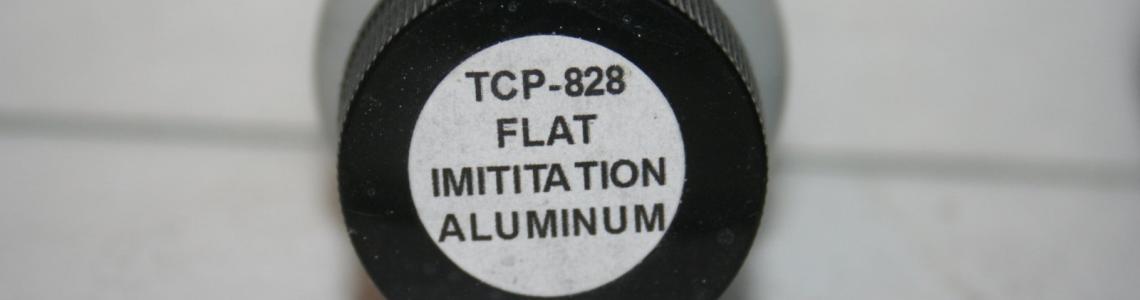 TCP-828
FLAT
IMITITATION
ALUMINUM